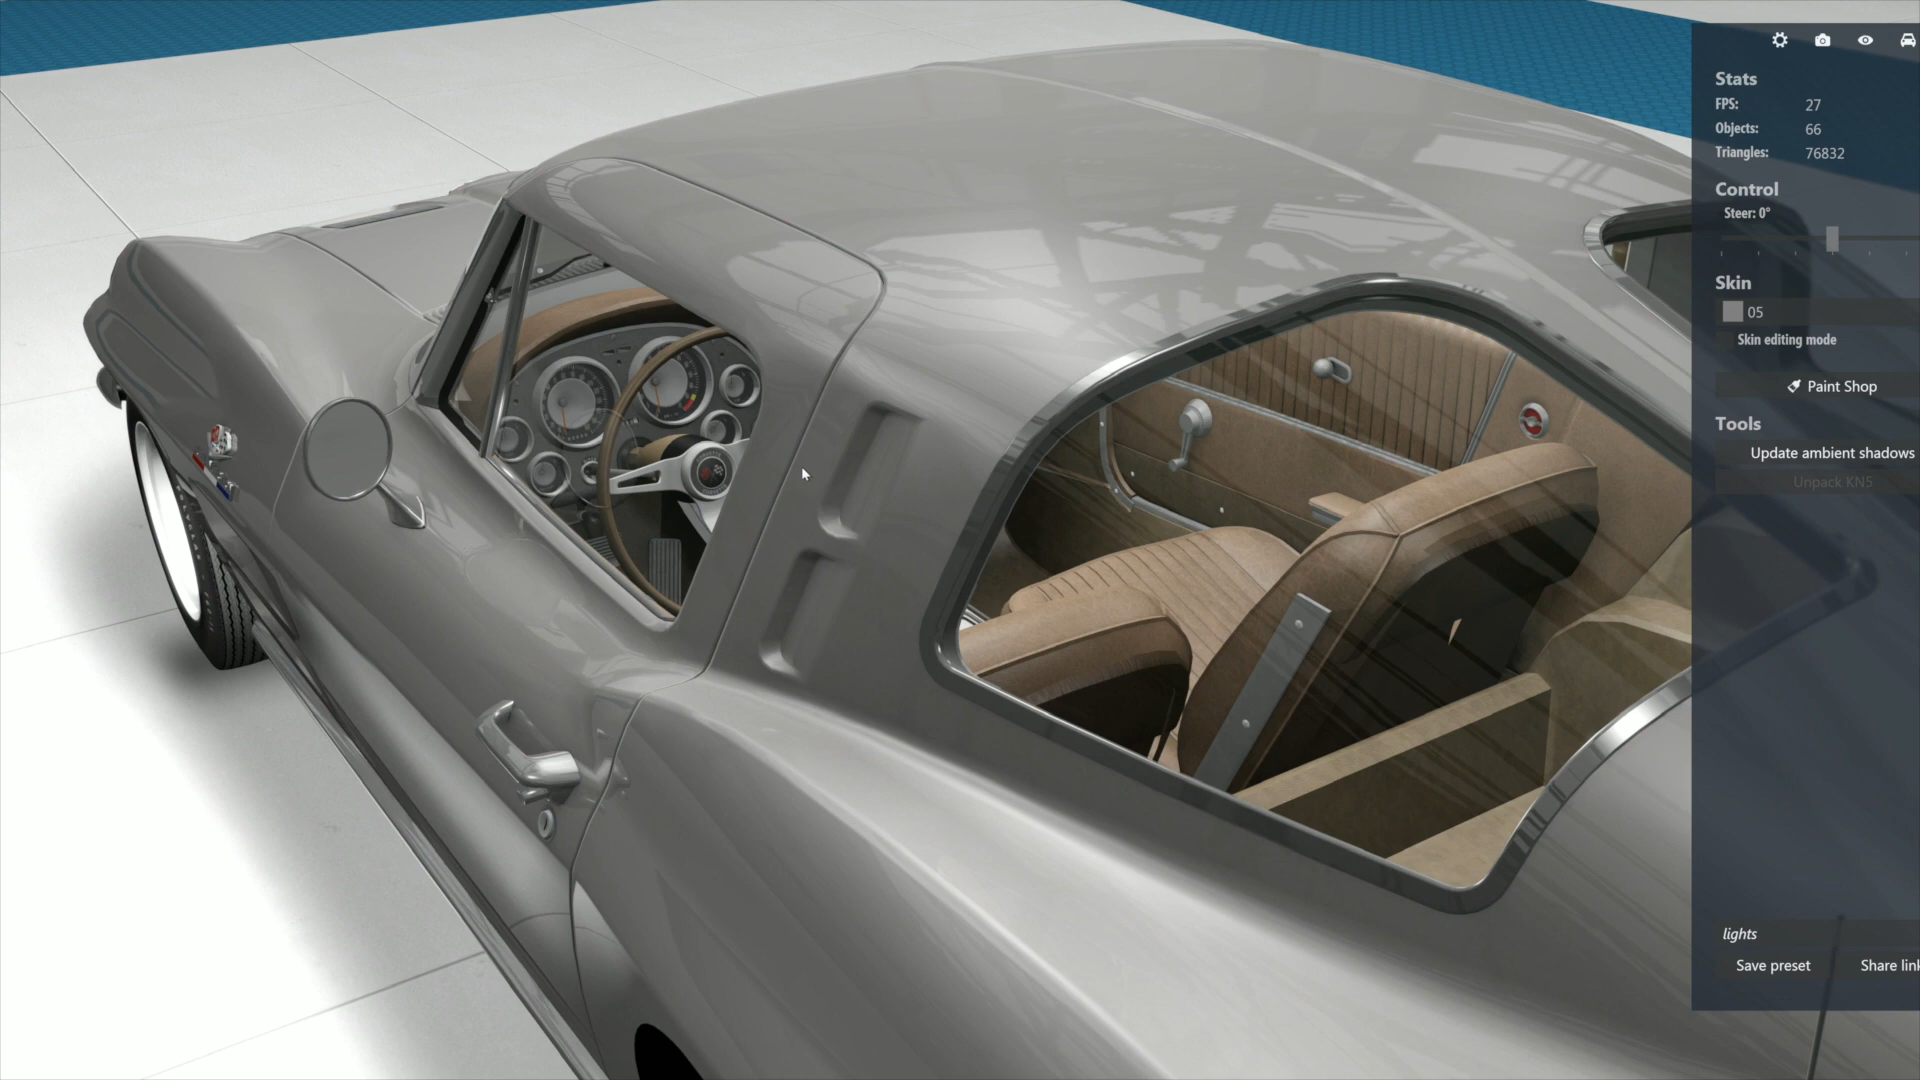 Stats
FPS: 27
Objects: 66
Triangles: 76832
Control
Steer: 0°
Skin
05
Skin editing mode
Paint Shop
Tools
Update ambient shadows
Unpack KN5
lights
Save preset Share link